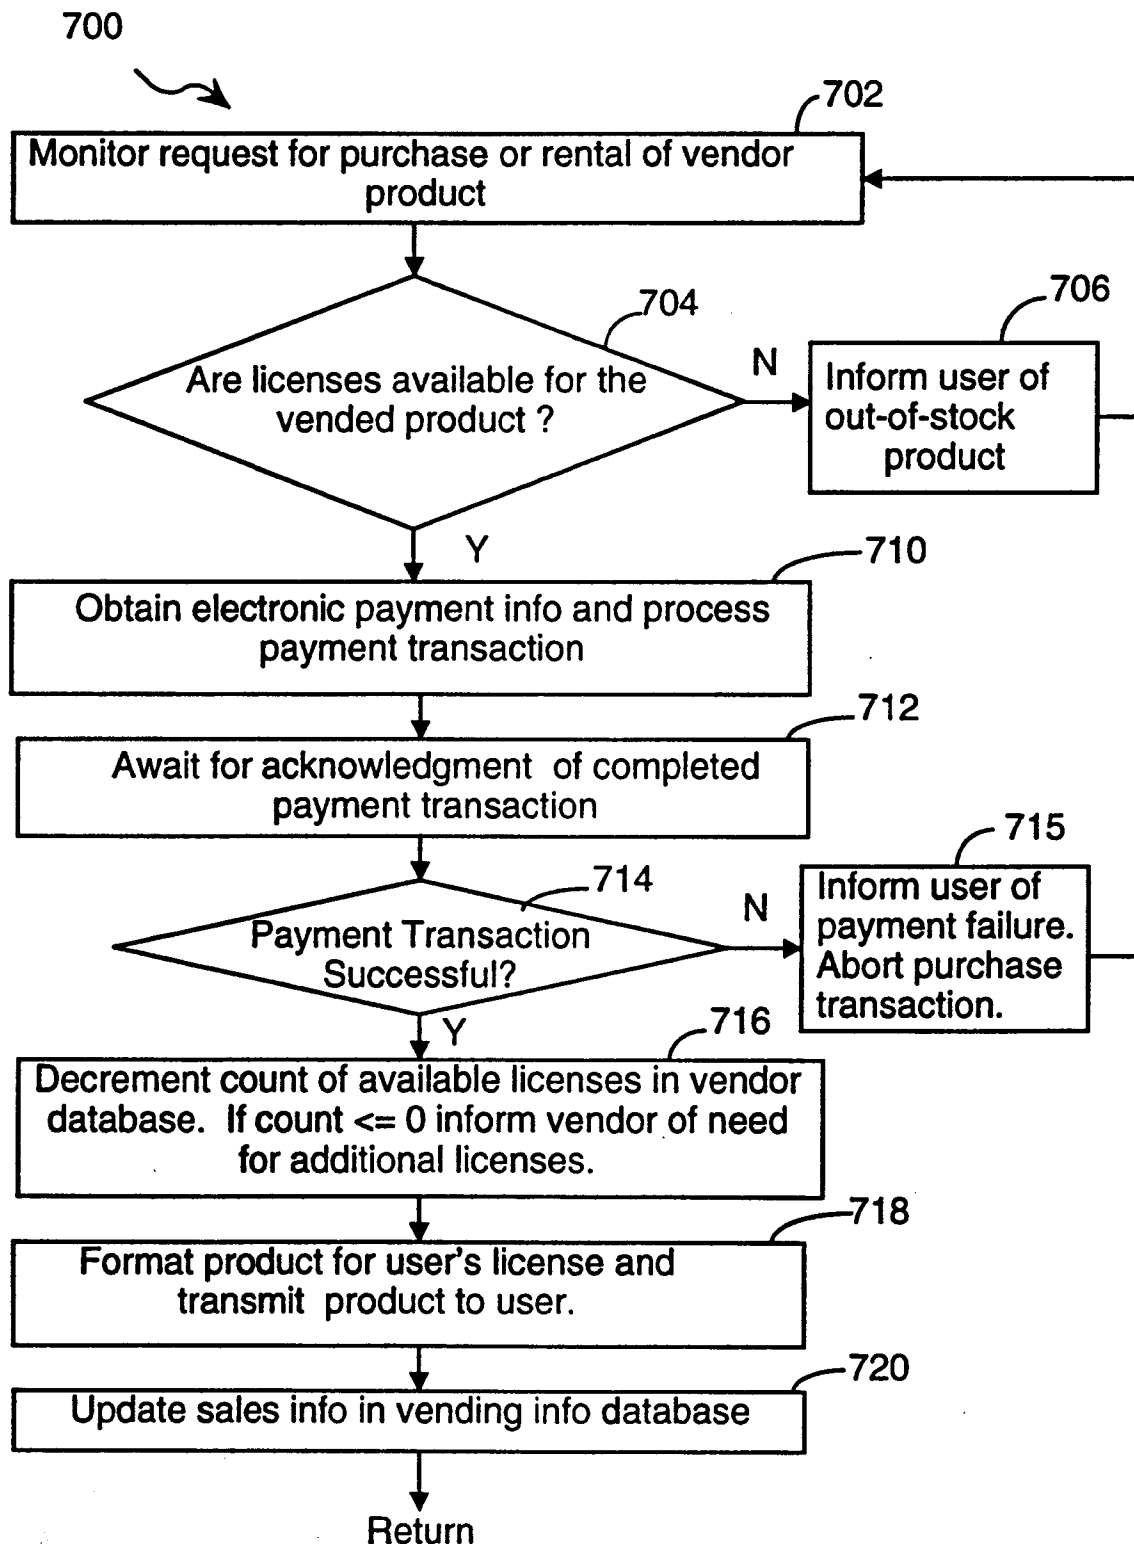 700
702
Monitor request for purchase or rental of vendor
product
704
Are licenses available for the
vended product ?
N
706
Inform user of
out-of-stock
product
Y
710
Obtain electronic payment info and process
payment transaction
712
Await for acknowledgment of completed
payment transaction
714
Payment Transaction
Successful?
N
715
Inform user of
payment failure.
Abort purchase
transaction.
Y
716
Decrement count of available licenses in vendor
database. If count <= 0 inform vendor of need
for additional licenses.
718
Format product for user's license and
transmit product to user.
720
Update sales info in vending info database
Return